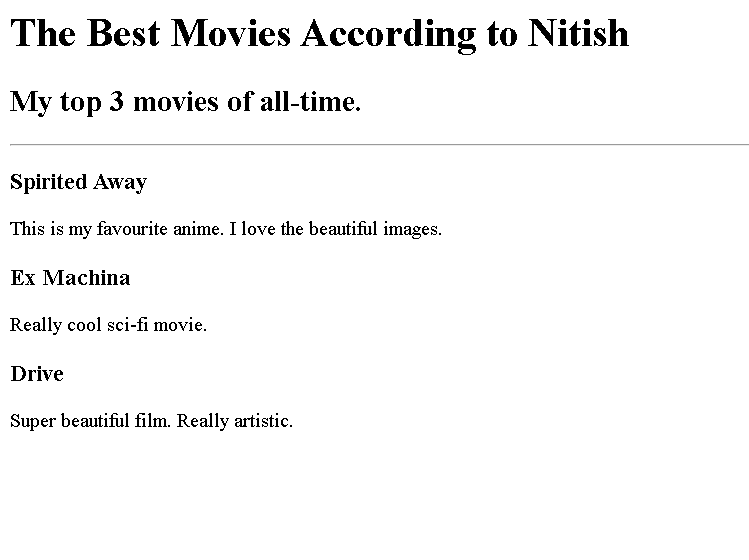 The Best Movies According to Nitish
My top 3 movies of all-time.
Spirited Away
This is my favourite anime. I love the beautiful images.
Ex Machina
Really cool sci-fi movie.
Drive
Super beautiful film. Really artistic.